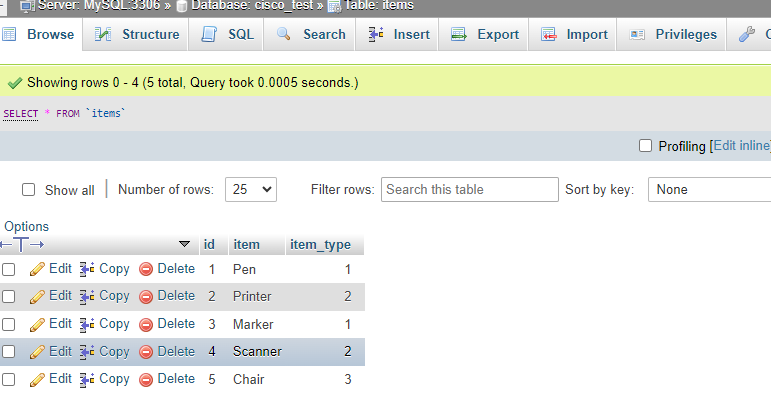 Server: MySQL:3306 » Database: cisco_test » Table: items
Browse Structure SQL Search Insert Export Import Privileges
Showing rows 0 - 4 (5 total, Query took 0.0005 seconds.)
SELECT * FROM `items`
Profiling [Edit inline]
Show all Number of rows: 25 Filter rows: Search this table Sort by key: None
Options
id item item_type
Edit Copy Delete 1 Pen 1
Edit Copy Delete 2 Printer 2
Edit Copy Delete 3 Marker 1
Edit Copy Delete 4 Scanner 2
Edit Copy Delete 5 Chair 3